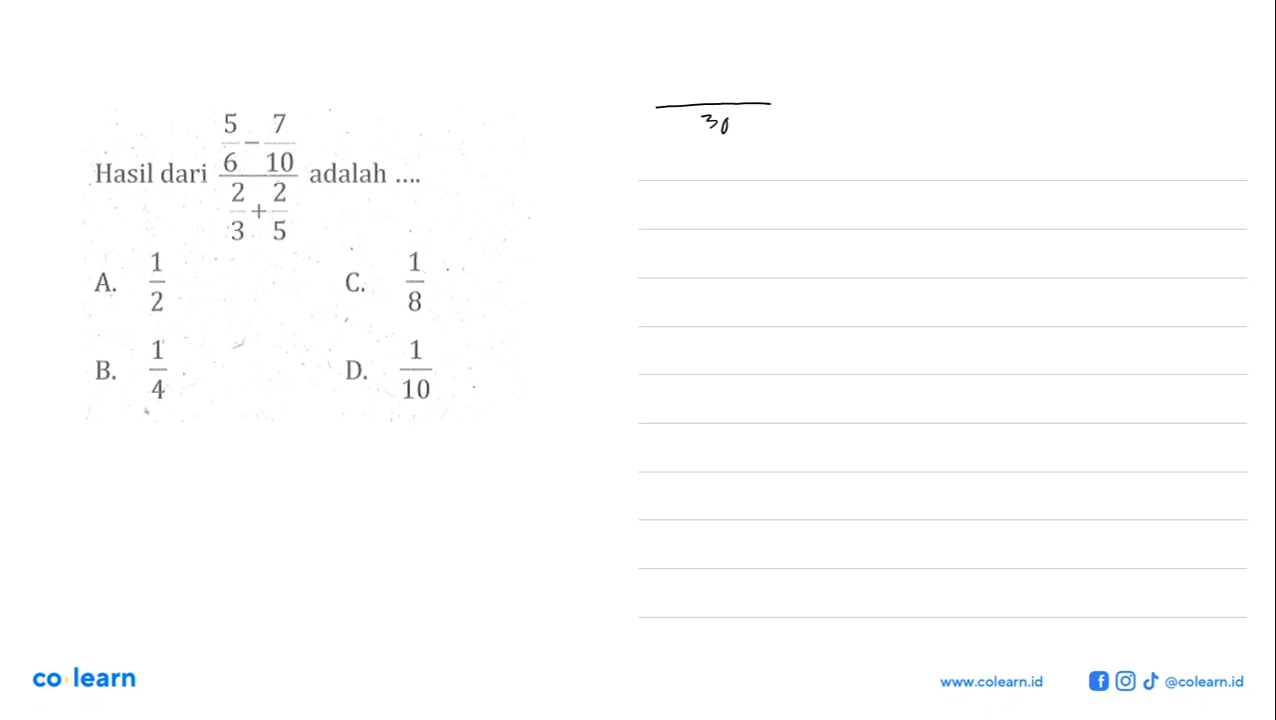 5/6 - 7/10
Hasil dari ───── adalah ....
2/3 + 2/5
A. 1/2 C. 1/8
B. 1/4 D. 1/10
30
co learn
www.colearn.id @colearn.id